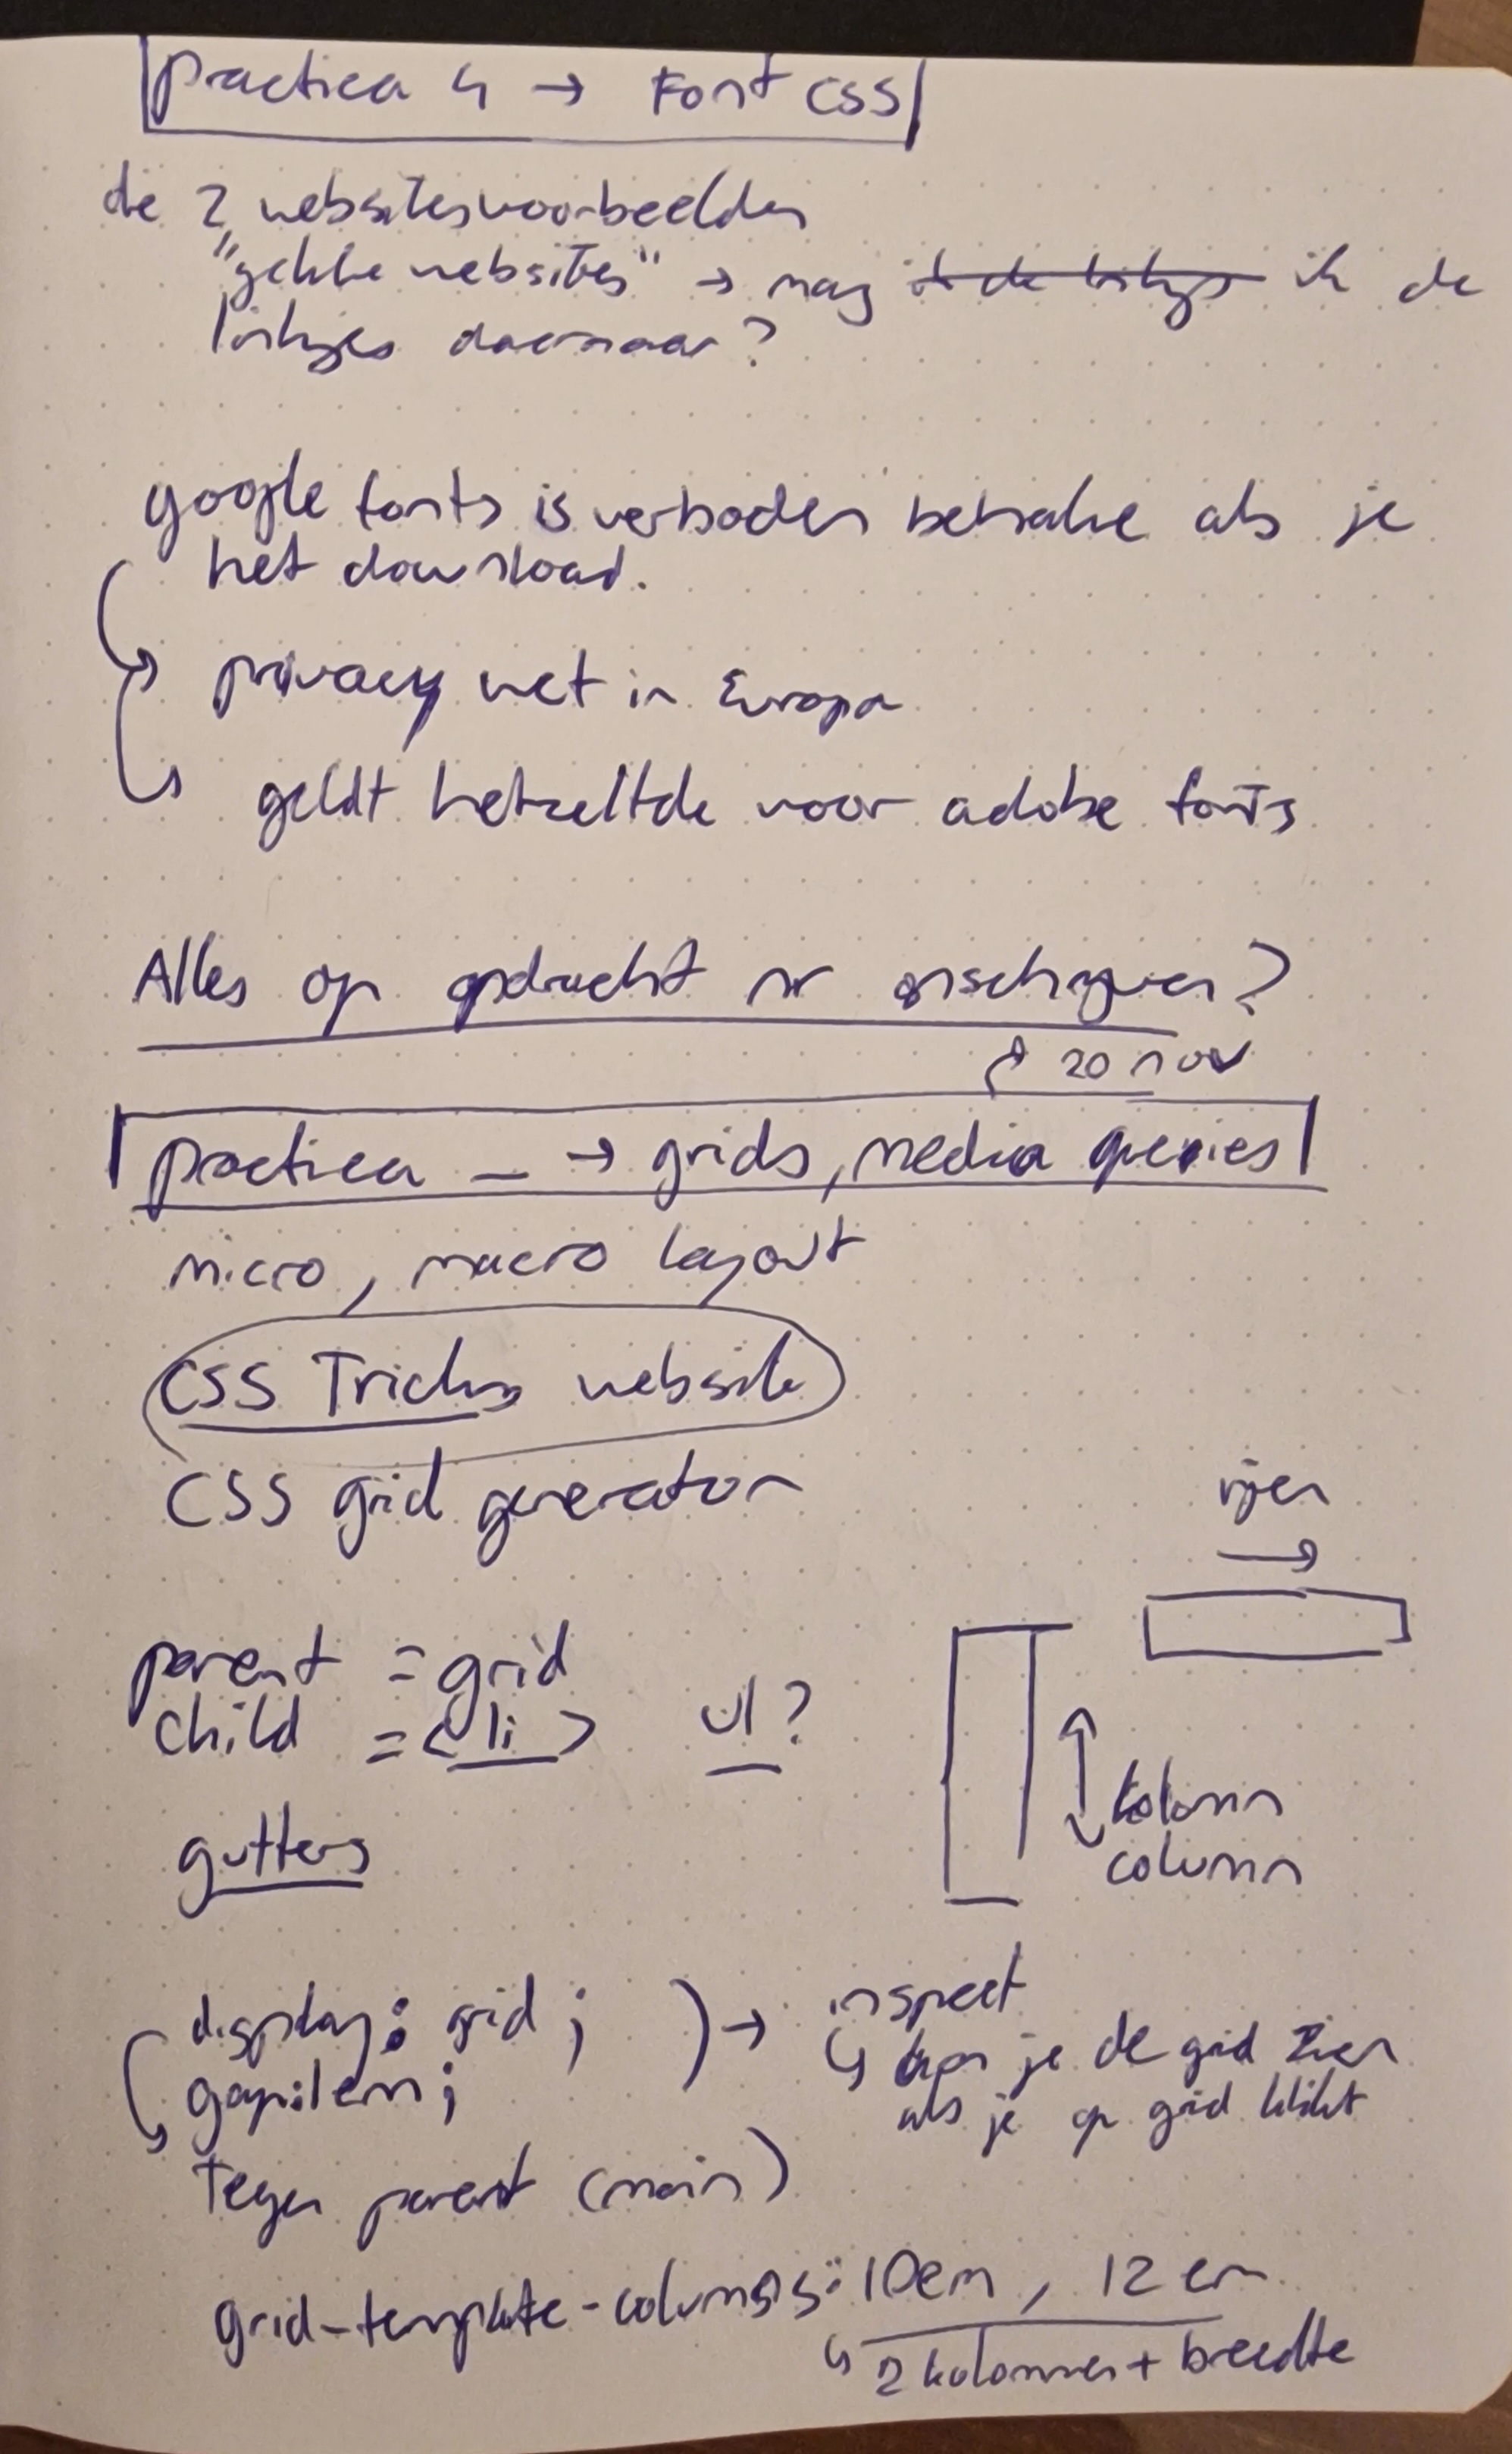 practica 4 → Font CSS
de 2 websitesvoorbeelden
"gekke websites" → mag ik de
linkjes daarnaar?
google fonts is verboden behalve als je
het download.
privacy wet in Europa
geldt hetzelfde voor adobe fonts
Alles op opdracht nr inschrijven?
20 nov
practica _ → grids, media queries
micro, macro layout
CSS Tricks website
CSS grid generator
rijen
→
parent = grid
child = <li> ul?
kolomn
column
gutters
display: grid; → inspect
gap: 1em; kan je de grid zien
als je op grid klikt
Tegen parent (main)
grid-template-columns: 10em, 12em
2 kolommen + breedte